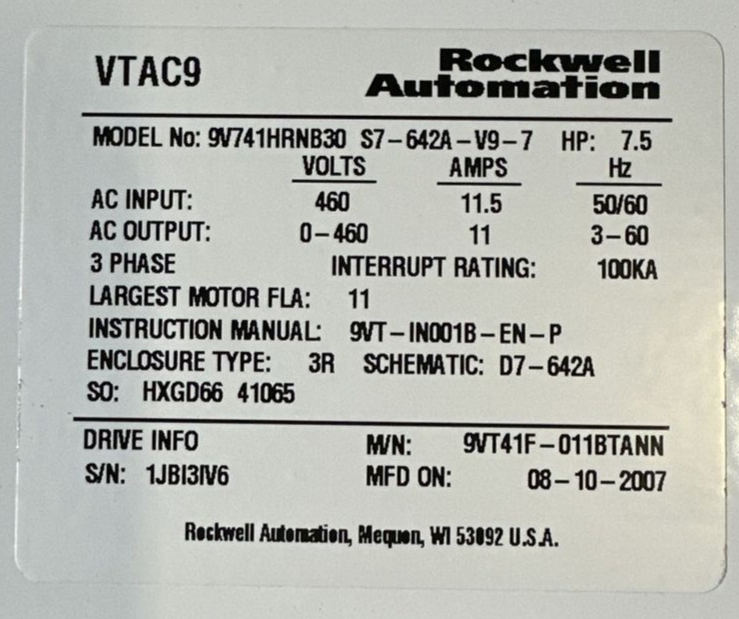 VTAC9 Rockwell Automation
MODEL No: 9V741HRNB30 S7-642A-V9-7 HP: 7.5
VOLTS AMPS Hz
AC INPUT: 460 11.5 50/60
AC OUTPUT: 0-460 11 3-60
3 PHASE INTERRUPT RATING: 100KA
LARGEST MOTOR FLA: 11
INSTRUCTION MANUAL: 9VT-IN001B-EN-P
ENCLOSURE TYPE: 3R SCHEMATIC: D7-642A
SO: HXGD66 41065
DRIVE INFO M/N: 9VT41F-011BTANN
S/N: 1JBI3IV6 MFD ON: 08-10-2007
Rockwell Automation, Mequon, WI 53092 U.S.A.